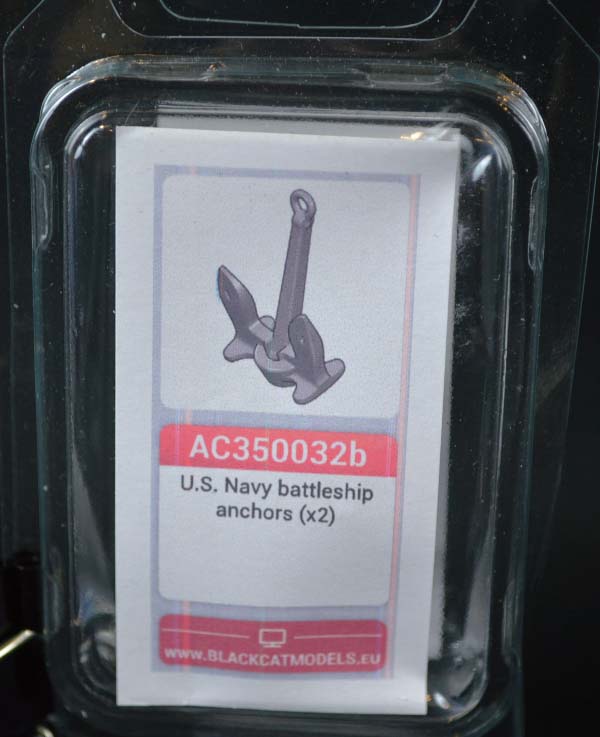 AC350032b
U.S. Navy battleship
anchors (x2)
www.BLACKCATMODELS.EU